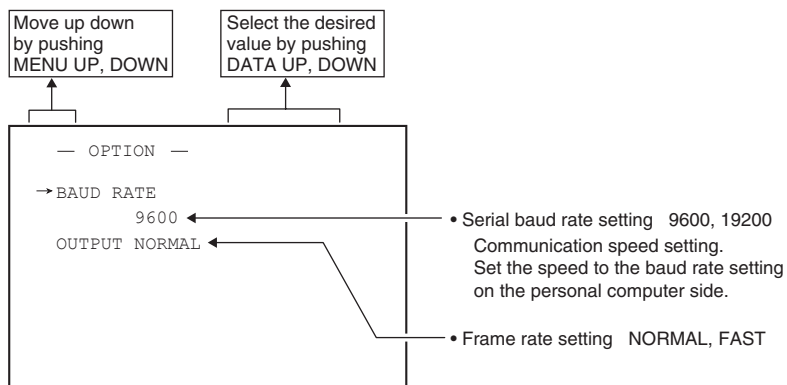 Move up down
by pushing
MENU UP, DOWN
Select the desired
value by pushing
DATA UP, DOWN
— OPTION —
→BAUD RATE
9600
OUTPUT NORMAL
• Serial baud rate setting 9600, 19200
Communication speed setting.
Set the speed to the baud rate setting
on the personal computer side.
• Frame rate setting NORMAL, FAST